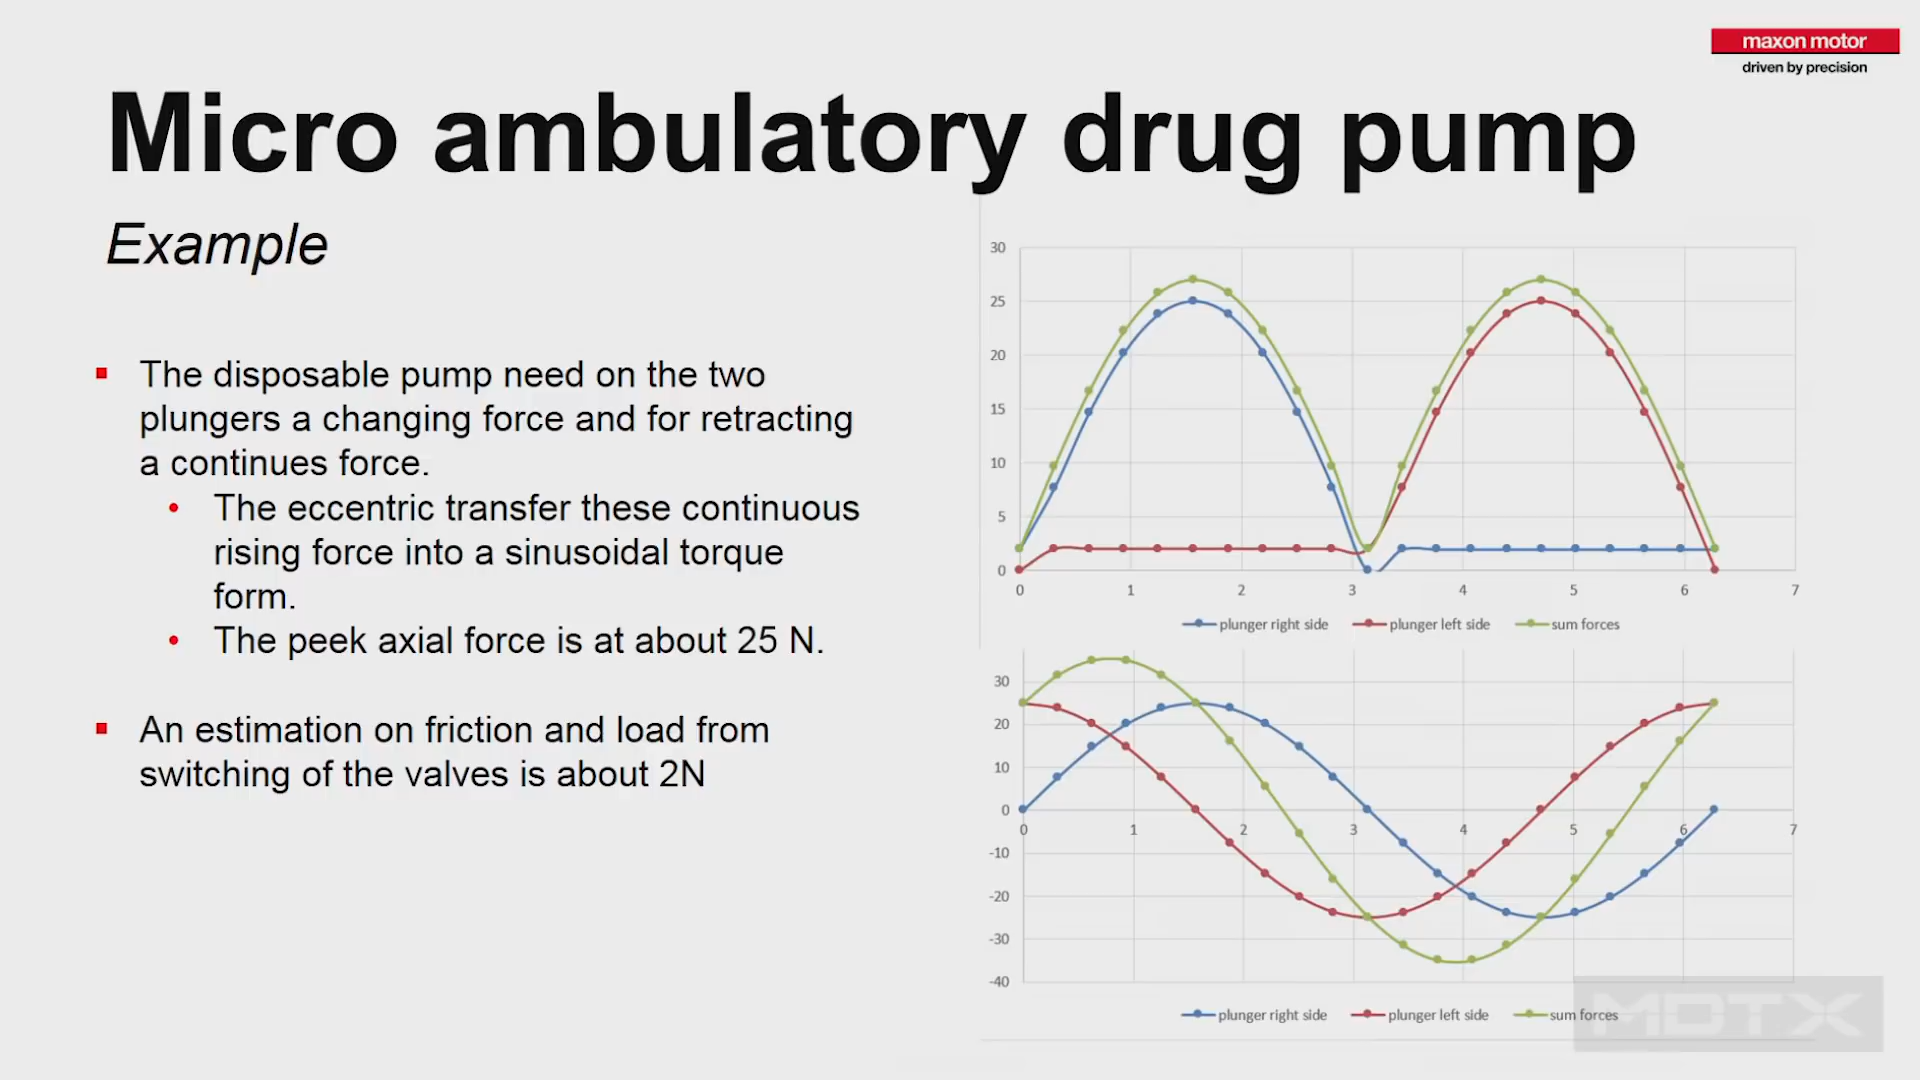 maxon motor
driven by precision
Micro ambulatory drug pump
Example
▪ The disposable pump need on the two
plungers a changing force and for retracting
a continues force.
• The eccentric transfer these continuous
rising force into a sinusoidal torque
form.
• The peek axial force is at about 25 N.
▪ An estimation on friction and load from
switching of the valves is about 2N
30
25
20
15
10
5
0
0 1 2 3 4 5 6 7
plunger right side plunger left side sum forces
30
20
10
0
0 1 2 3 4 5 6 7
-10
-20
-30
-40
plunger right side plunger left side sum forces
MDTX